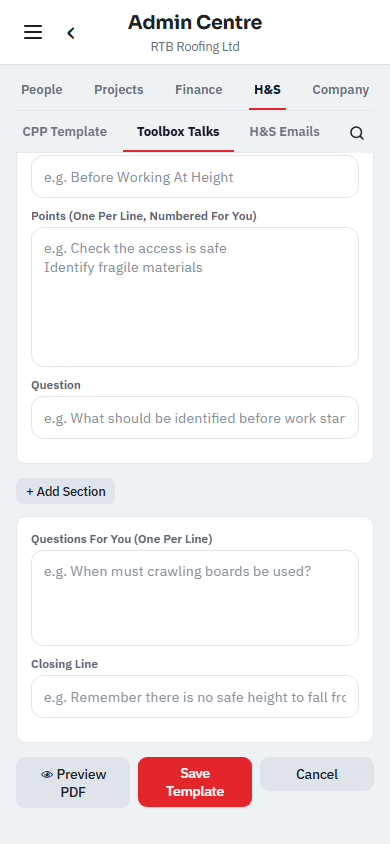 Admin Centre
RTB Roofing Ltd
People Projects Finance H&S Company
CPP Template Toolbox Talks H&S Emails
e.g. Before Working At Height
Points (One Per Line, Numbered For You)
e.g. Check the access is safe
Identify fragile materials
Question
e.g. What should be identified before work star
+ Add Section
Questions For You (One Per Line)
e.g. When must crawling boards be used?
Closing Line
e.g. Remember there is no safe height to fall frc
Preview
PDF
Save
Template
Cancel